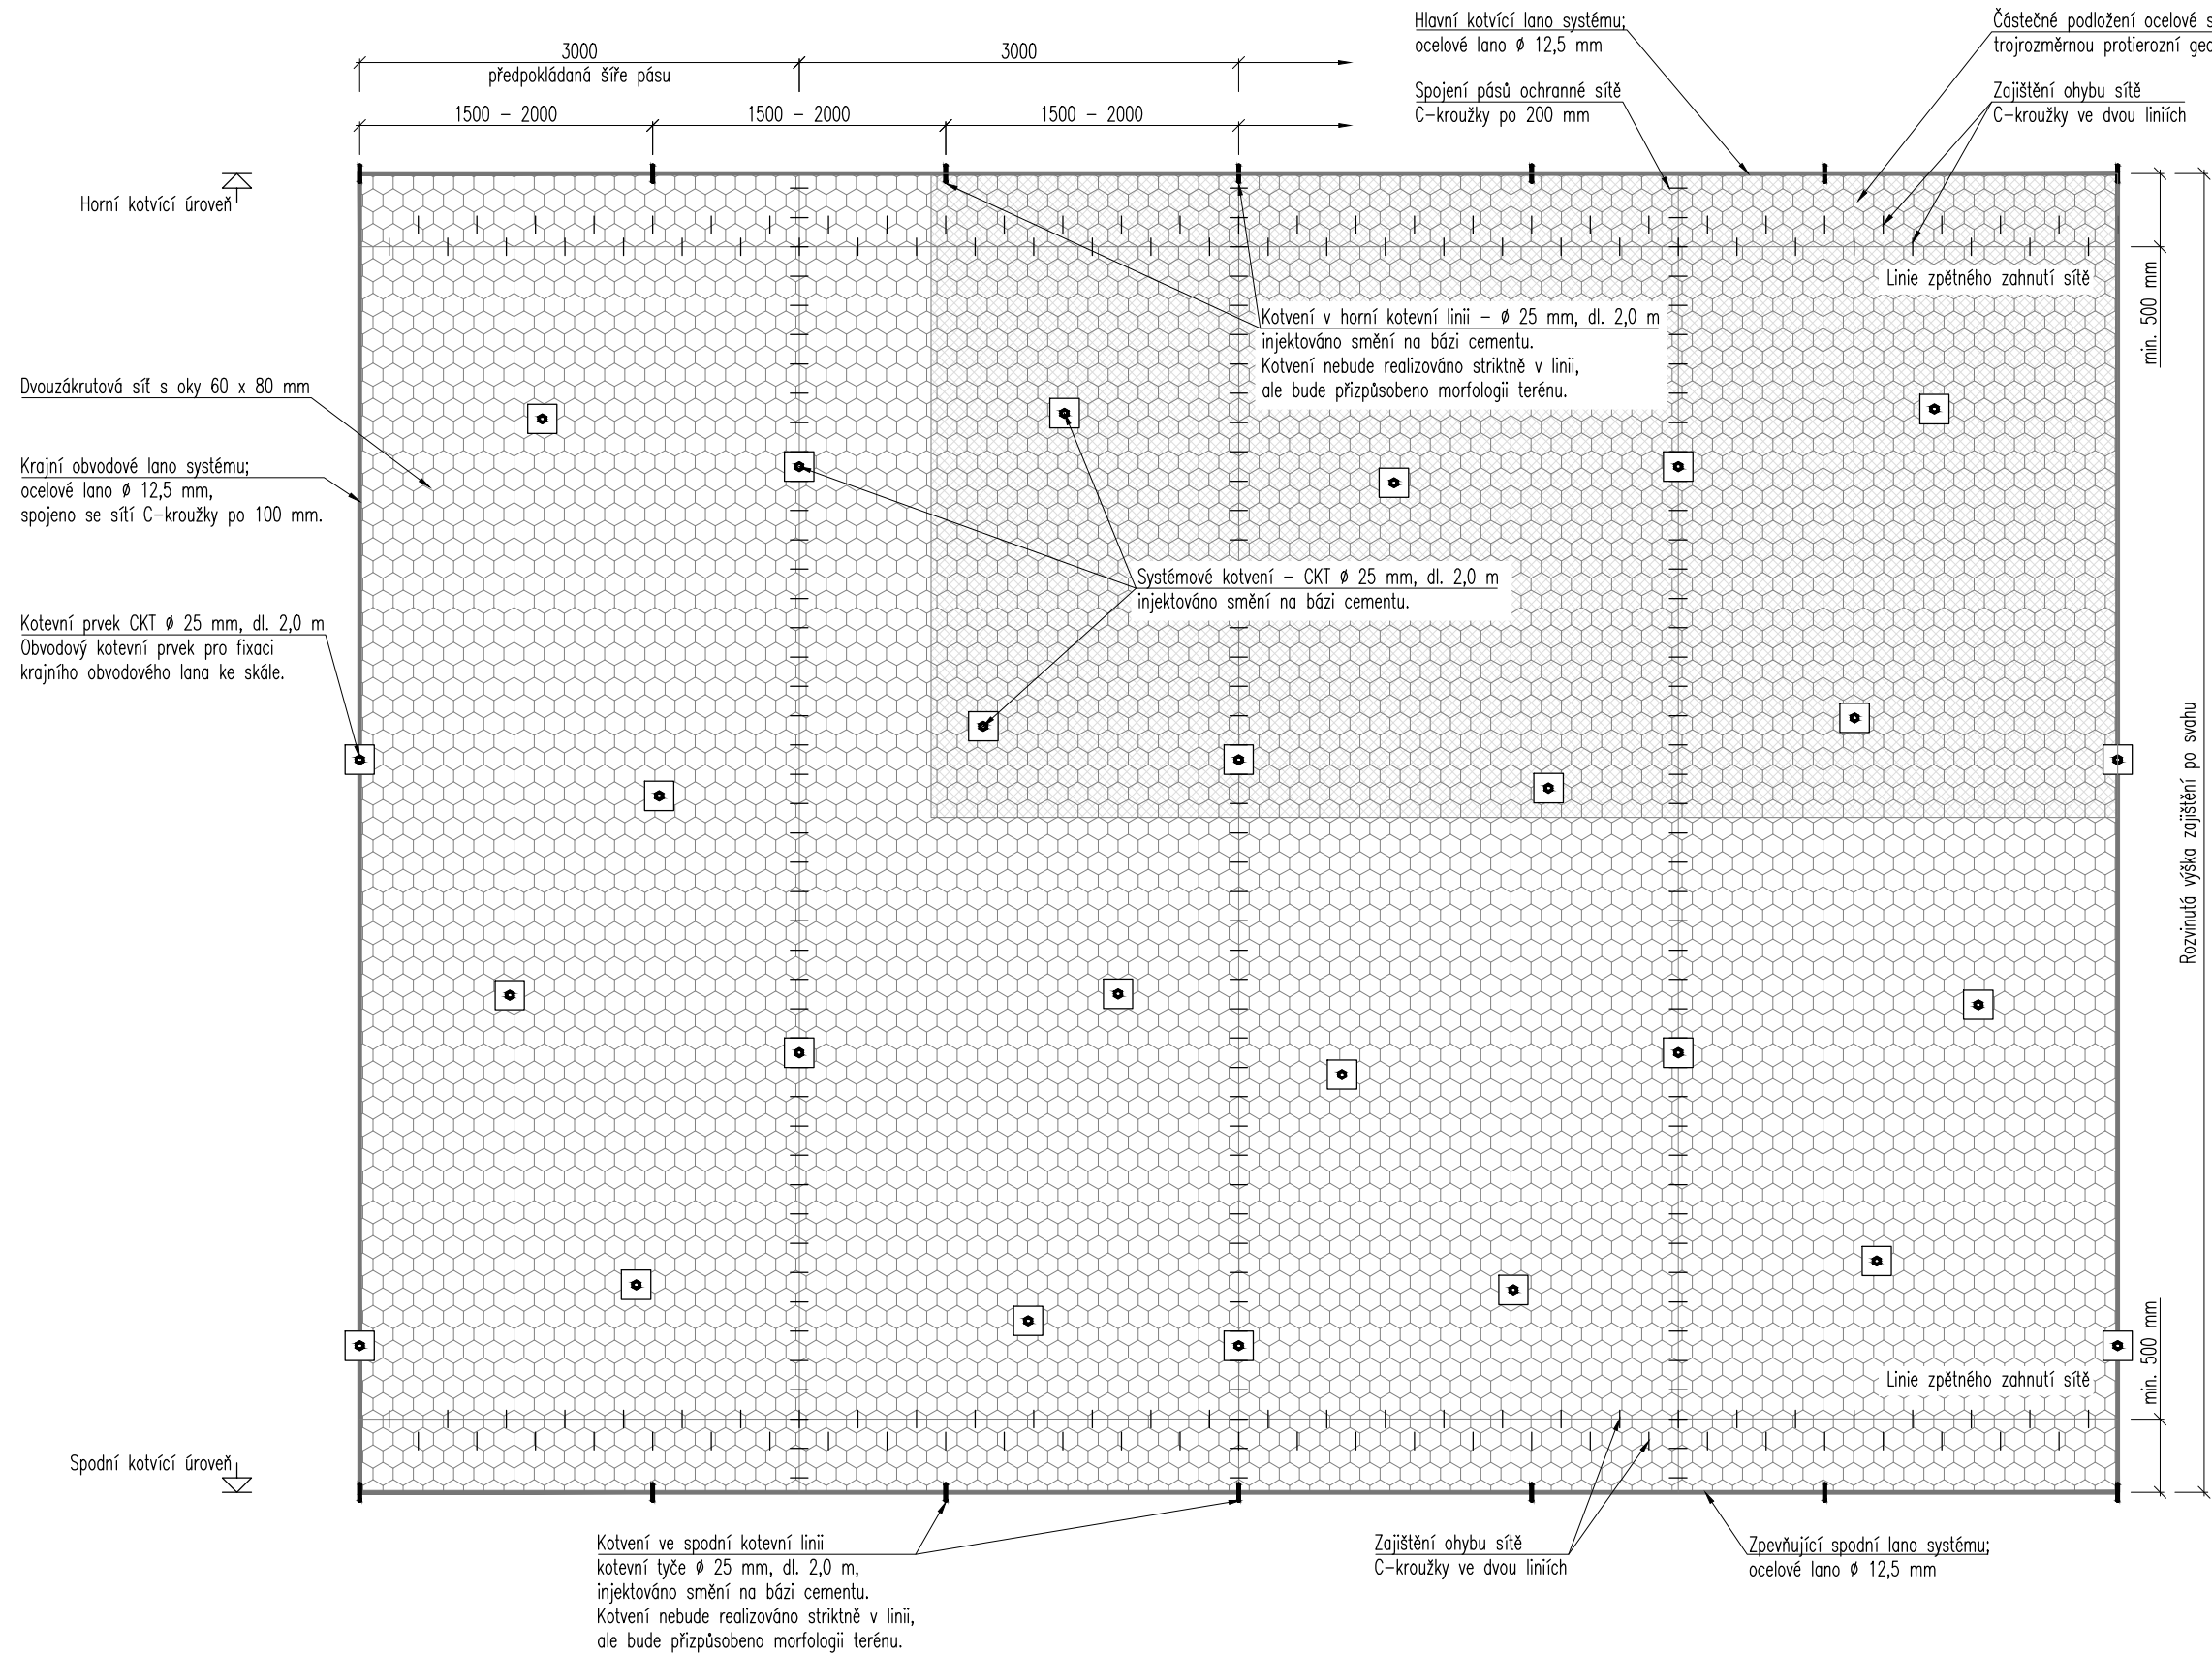 Hlavní kotvící lano systému;
ocelové lano ø 12,5 mm
Částečné podložení ocelové
trojrozměrnou protierozní
3000
předpokládaná šíře pásu
3000
Spojení pásů ochranné sítě
C-kroužky po 200 mm
Zajištění ohybu sítě
C-kroužky ve dvou liniích
1500 - 2000
1500 - 2000
1500 - 2000
Horní kotvící úroveň
Linie zpětného zahnutí sítě
min. 500 mm
Kotvení v horní kotevní linii - ø 25 mm, dl. 2,0 m
injektováno smění na bázi cementu.
Kotvení nebude realizováno striktně v linii,
ale bude přizpůsobeno morfologii terénu.
Dvouzákrutová síť s oky 60 x 80 mm
Krajní obvodové lano systému;
ocelové lano ø 12,5 mm,
spojeno se sítí C-kroužky po 100 mm.
Systémové kotvení - CKT ø 25 mm, dl. 2,0 m
injektováno smění na bázi cementu.
Kotevní prvek CKT ø 25 mm, dl. 2,0 m
Obvodový kotevní prvek pro fixaci
krajního obvodového lana ke skále.
Rozvinutá výška zajištění po svahu
min. 500 mm
Linie zpětného zahnutí sítě
Spodní kotvící úroveň
Kotvení ve spodní kotevní linii
kotevní tyče ø 25 mm, dl. 2,0 m,
injektováno smění na bázi cementu.
Kotvení nebude realizováno striktně v linii,
ale bude přizpůsobeno morfologii terénu.
Zajištění ohybu sítě
C-kroužky ve dvou liniích
Zpevňující spodní lano systému;
ocelové lano ø 12,5 mm